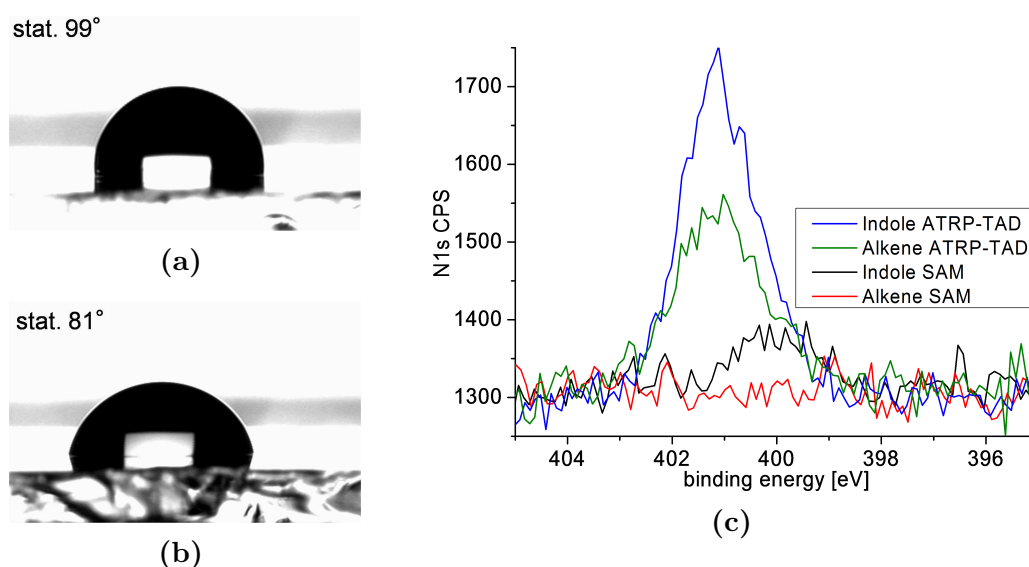 stat. 99°
(a)
stat. 81°
(b)
N1s CPS
1700
1600
1500
1400
1300
Indole ATRP-TAD
Alkene ATRP-TAD
Indole SAM
Alkene SAM
404 402 400 398 396
binding energy [eV]
(c)